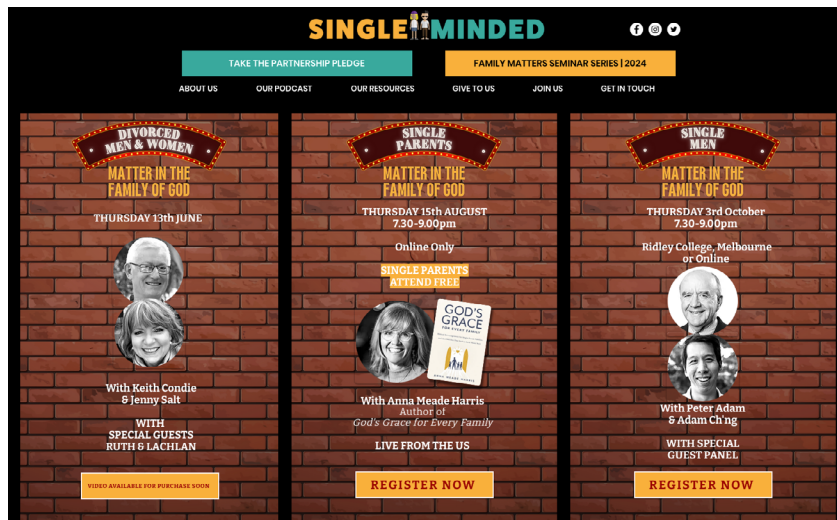 SINGLE MINDED
TAKE THE PARTNERSHIP PLEDGE
FAMILY MATTERS SEMINAR SERIES | 2024
ABOUT US
OUR PODCAST
OUR RESOURCES
GIVE TO US
JOIN US
GET IN TOUCH
DIVORCED
MEN & WOMEN
MATTER IN THE
FAMILY OF GOD
THURSDAY 13th JUNE
With Keith Condie
& Jenny Salt
WITH
SPECIAL GUESTS
RUTH & LACHLAN
VIDEO AVAILABLE FOR PURCHASE SOON
SINGLE
PARENTS
MATTER IN THE
FAMILY OF GOD
THURSDAY 15th AUGUST
7.30-9.00pm
Online Only
SINGLE PARENTS
ATTEND FREE
GOD'S
GRACE
FOR EVERY FAMILY
ANNA MEADE HARRIS
With Anna Meade Harris
Author of
God's Grace for Every Family
LIVE FROM THE US
REGISTER NOW
SINGLE
MEN
MATTER IN THE
FAMILY OF GOD
THURSDAY 3rd October
7.30-9.00pm
Ridley College, Melbourne
or Online
With Peter Adam
& Adam Ch'ng
WITH SPECIAL
GUEST PANEL
REGISTER NOW